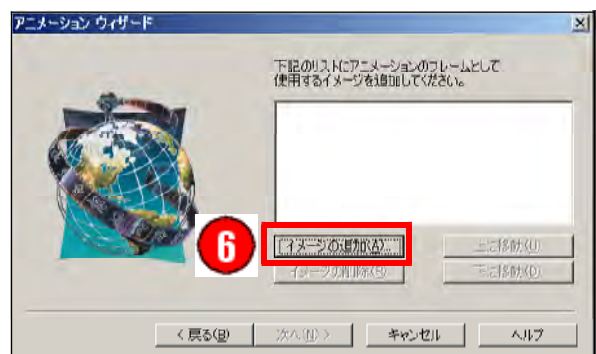 アニメーション ウィザード
下記のリストにアニメーションのフレームとして
使用するイメージを追加してください。
6
イメージの追加(A)...
上に移動(U)
イメージの削除(R)
下に移動(D)
< 戻る(B)
次へ(N) >
キャンセル
ヘルプ